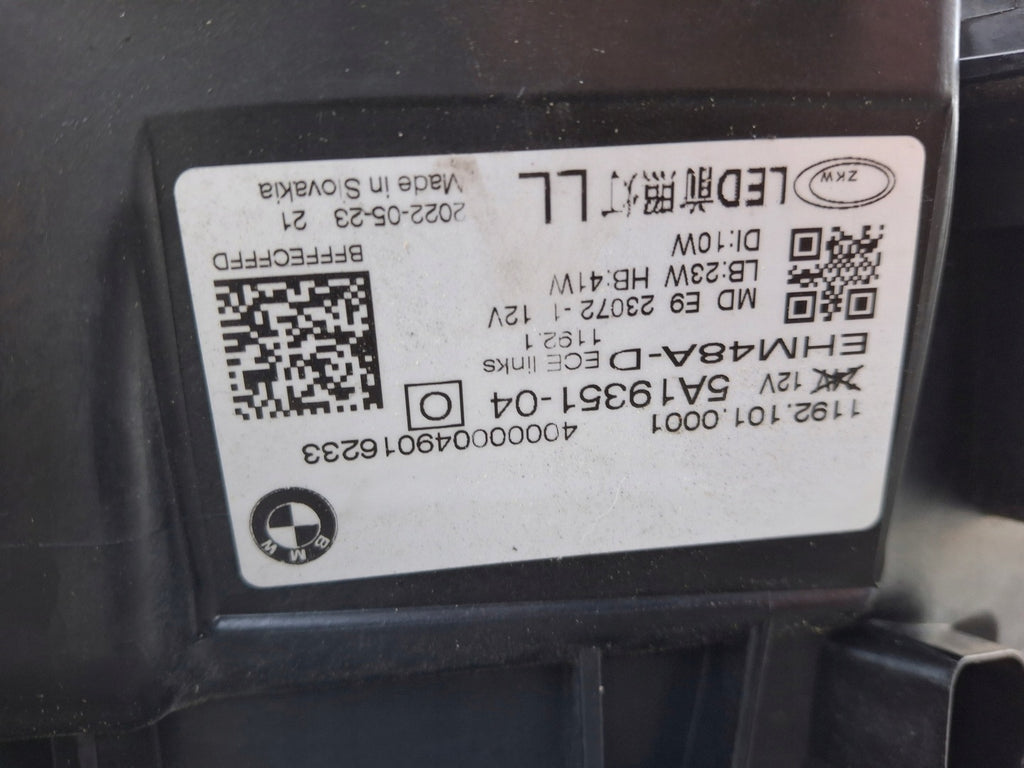 BMW
1192.101.0001 400000049016233
24V 12V 5A19351-04 O
EHM48A-D ECE links
1192.1
MD E9 23072 -1 12V
LB:23W HB:41W
DI:10W
BFFFECFFFD
2022-05-23 21
Made in Slovakia
ZKW LED前照灯 LL